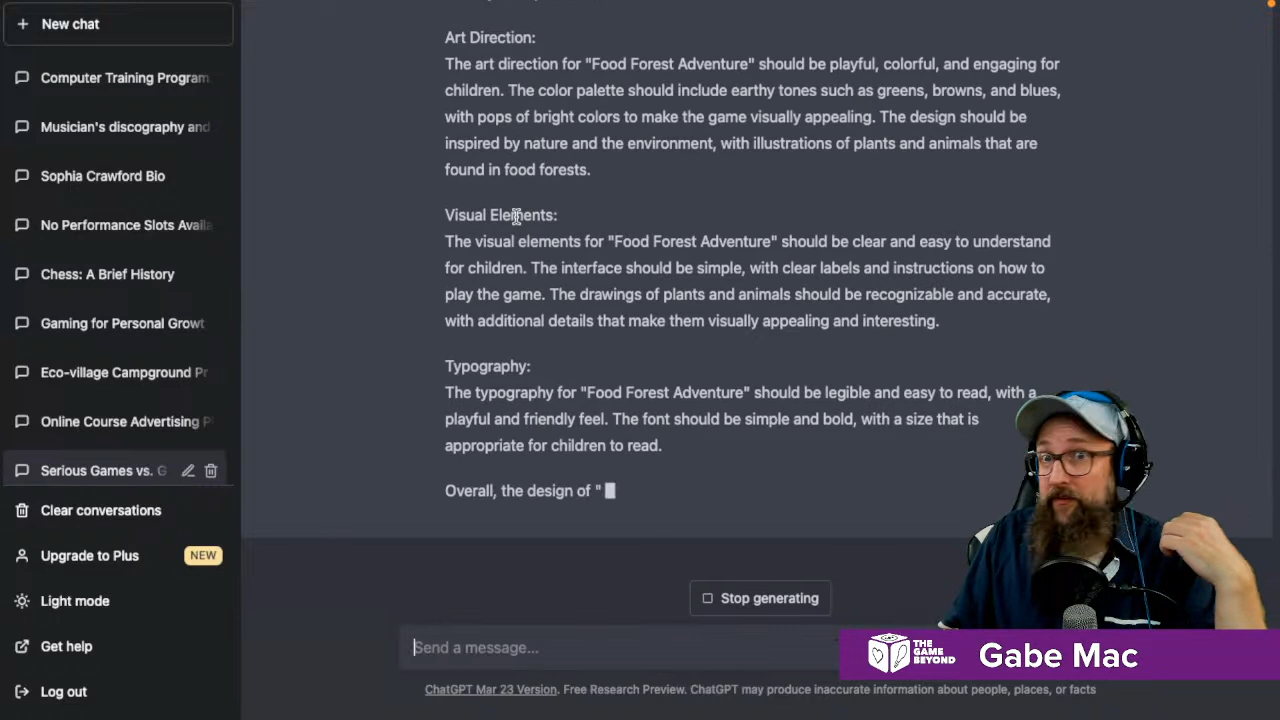 New chat
Computer Training Program
Musician's discography and
Sophia Crawford Bio
No Performance Slots Availa
Chess: A Brief History
Gaming for Personal Growt
Eco-village Campground Pr
Online Course Advertising P
Serious Games vs. G
Clear conversations
Upgrade to Plus NEW
Light mode
Get help
Log out
Art Direction:
The art direction for "Food Forest Adventure" should be playful, colorful, and engaging for
children. The color palette should include earthy tones such as greens, browns, and blues,
with pops of bright colors to make the game visually appealing. The design should be
inspired by nature and the environment, with illustrations of plants and animals that are
found in food forests.
Visual Elements:
The visual elements for "Food Forest Adventure" should be clear and easy to understand
for children. The interface should be simple, with clear labels and instructions on how to
play the game. The drawings of plants and animals should be recognizable and accurate,
with additional details that make them visually appealing and interesting.
Typography:
The typography for "Food Forest Adventure" should be legible and easy to read, with a
playful and friendly feel. The font should be simple and bold, with a size that is
appropriate for children to read.
Overall, the design of "
Stop generating
Send a message...
ChatGPT Mar 23 Version. Free Research Preview. ChatGPT may produce inaccurate information about people, places, or facts
THE
GAME
BEYOND
Gabe Mac